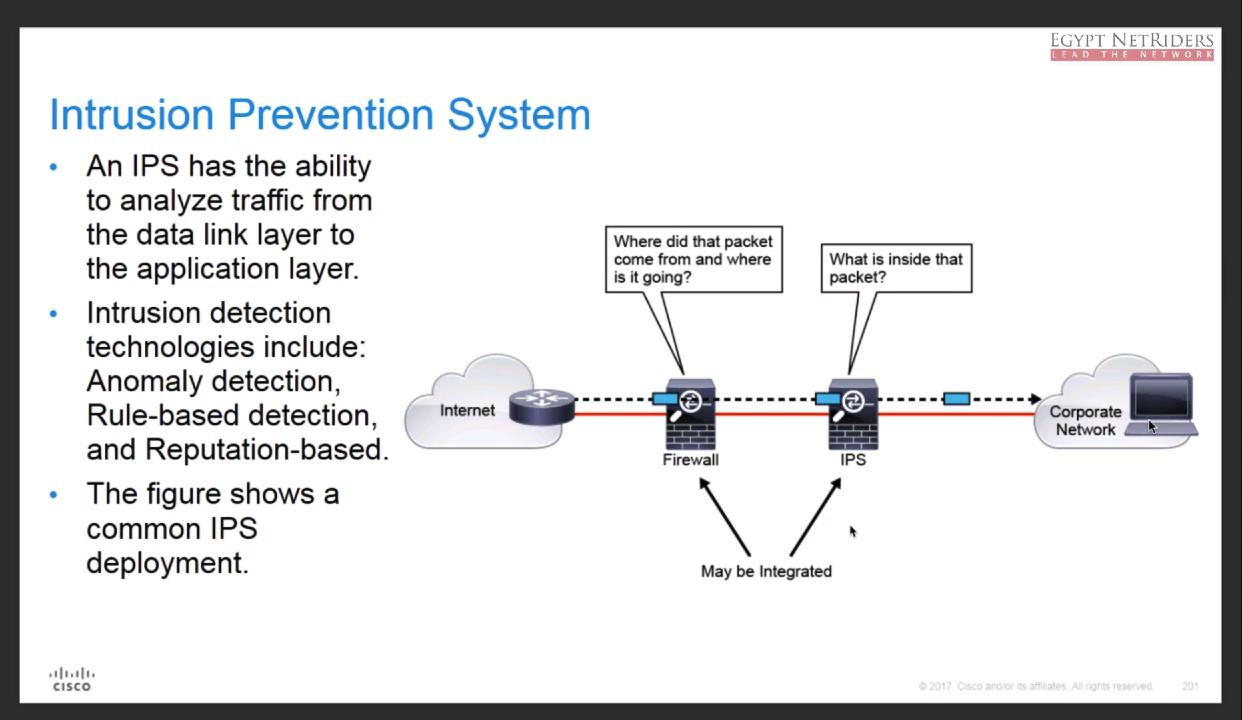 EGYPT NETRIDERS
LEAD THE NETWORK
Intrusion Prevention System
• An IPS has the ability
to analyze traffic from
the data link layer to
the application layer.
• Intrusion detection
technologies include:
Anomaly detection,
Rule-based detection,
and Reputation-based.
• The figure shows a
common IPS
deployment.
Where did that packet
come from and where
is it going?
What is inside that
packet?
Internet
Firewall
IPS
Corporate
Network
May be Integrated
CISCO
© 2017 Cisco and/or its affiliates. All rights reserved. 201